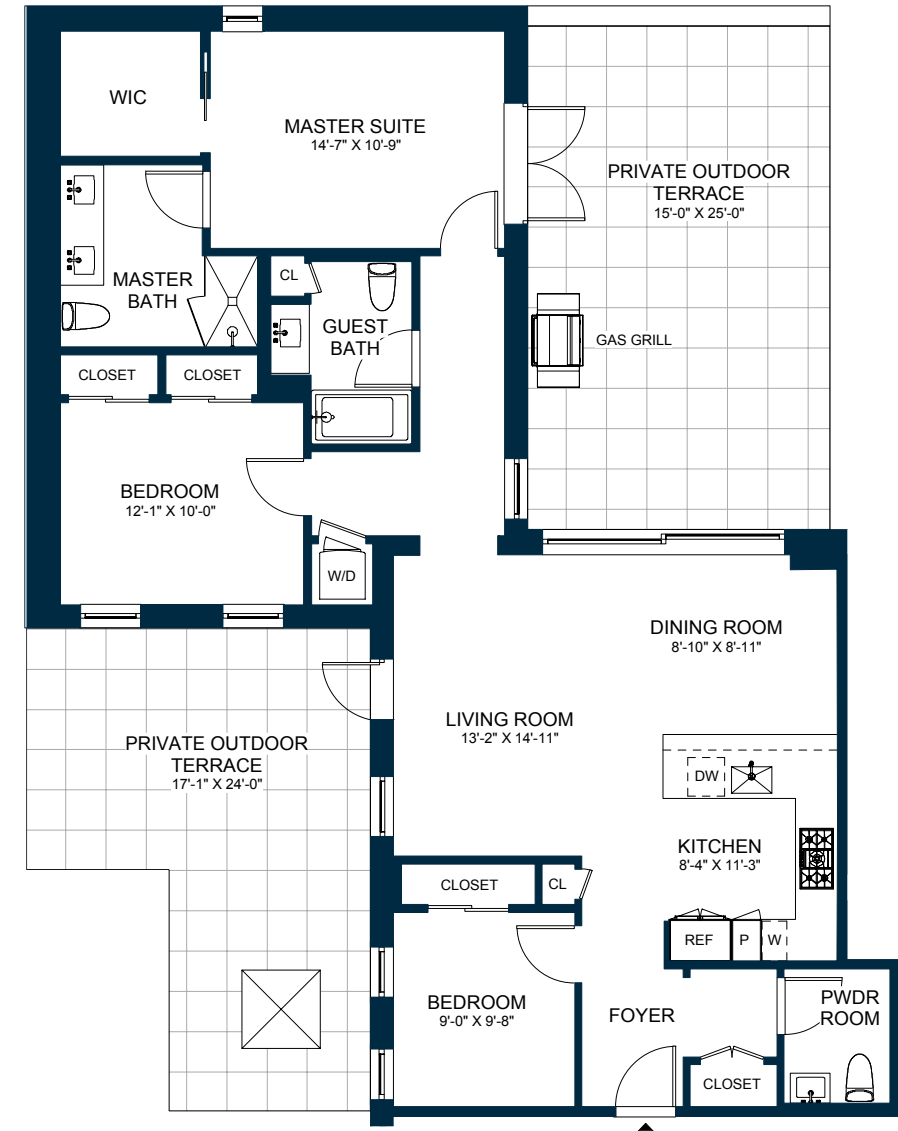 WIC
MASTER SUITE
14'-7" X 10'-9"
PRIVATE OUTDOOR
TERRACE
15'-0" X 25'-0"
MASTER
BATH
CL
GUEST
BATH
GAS GRILL
CLOSET
CLOSET
BEDROOM
12'-1" X 10'-0"
W/D
DINING ROOM
8'-10" X 8'-11"
LIVING ROOM
13'-2" X 14'-11"
PRIVATE OUTDOOR
TERRACE
17'-1" X 24'-0"
DW
KITCHEN
8'-4" X 11'-3"
CLOSET
CL
REF
P
W
BEDROOM
9'-0" X 9'-8"
FOYER
PWDR
ROOM
CLOSET